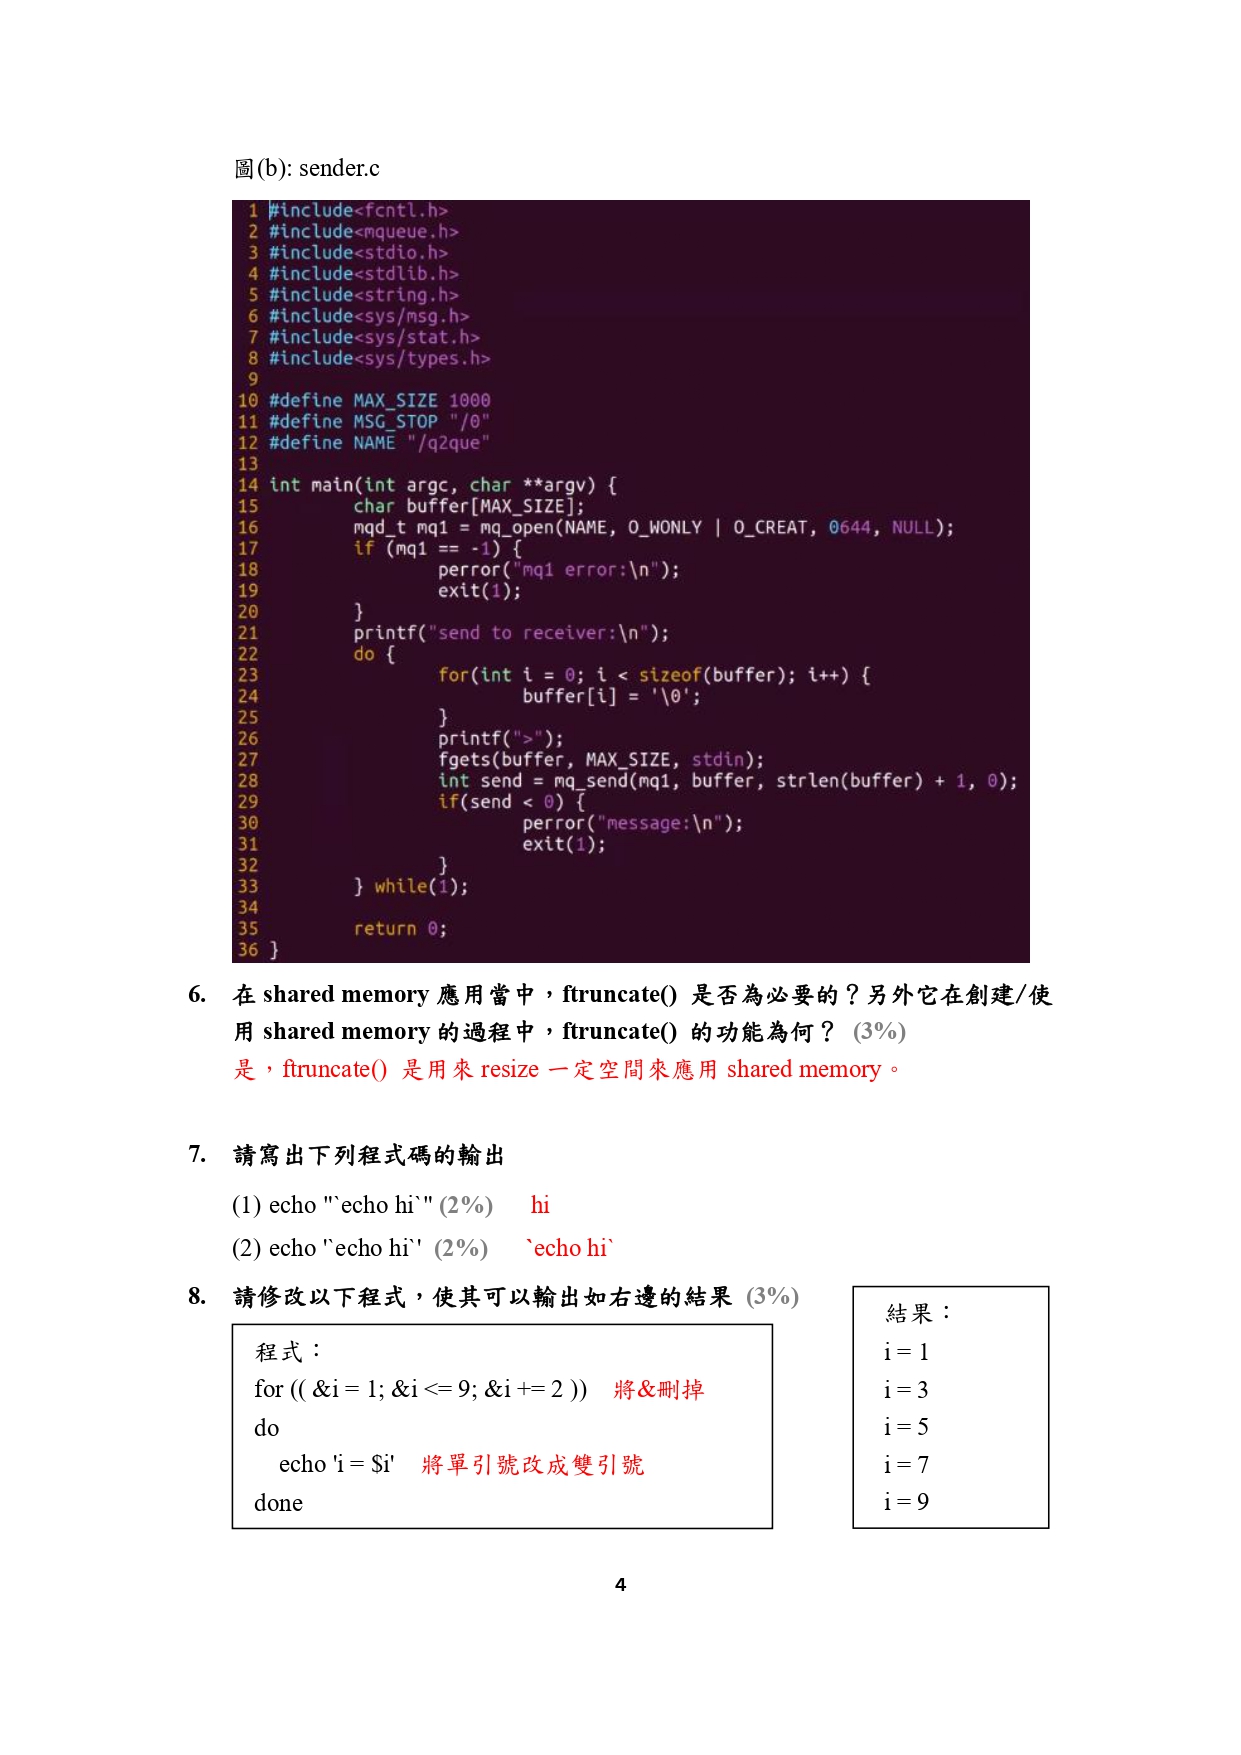 圖(b): sender.c
1 #include<fcntl.h>
2 #include<mqueue.h>
3 #include<stdio.h>
4 #include<stdlib.h>
5 #include<string.h>
6 #include<sys/msg.h>
7 #include<sys/stat.h>
8 #include<sys/types.h>
9
10 #define MAX_SIZE 1000
11 #define MSG_STOP "/0"
12 #define NAME "/q2que"
13
14 int main(int argc, char **argv) {
15         char buffer[MAX_SIZE];
16         mqd_t mq1 = mq_open(NAME, O_WONLY | O_CREAT, 0644, NULL);
17         if (mq1 == -1) {
18                 perror("mq1 error:\n");
19                 exit(1);
20         }
21         printf("send to receiver:\n");
22         do {
23                 for(int i = 0; i < sizeof(buffer); i++) {
24                         buffer[i] = '\0';
25                 }
26                 printf(">");
27                 fgets(buffer, MAX_SIZE, stdin);
28                 int send = mq_send(mq1, buffer, strlen(buffer) + 1, 0);
29                 if(send < 0) {
30                         perror("message:\n");
31                         exit(1);
32                 }
33         } while(1);
34
35         return 0;
36 }
6. 在 shared memory 應用當中，ftruncate() 是否為必要的？另外它在創建/使
用 shared memory 的過程中，ftruncate() 的功能為何？ (3%)
是，ftruncate() 是用來 resize 一定空間來應用 shared memory。
7. 請寫出下列程式碼的輸出
(1) echo "`echo hi`" (2%) hi
(2) echo '`echo hi`' (2%) `echo hi`
8. 請修改以下程式，使其可以輸出如右邊的結果 (3%)
程式：
for (( &i = 1; &i <= 9; &i += 2 )) 將&刪掉
do
echo 'i = $i' 將單引號改成雙引號
done
結果：
i = 1
i = 3
i = 5
i = 7
i = 9
4